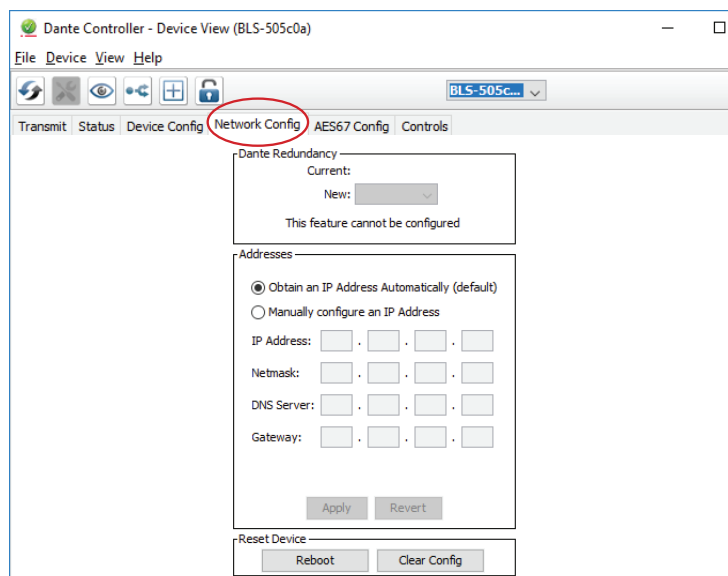 Dante Controller - Device View (BLS-505c0a)
File Device View Help
BLS-505c...
Transmit Status Device Config Network Config AES67 Config Controls
Dante Redundancy
Current:
New:
This feature cannot be configured
Addresses
Obtain an IP Address Automatically (default)
Manually configure an IP Address
IP Address: . . .
Netmask: . . .
DNS Server: . . .
Gateway: . . .
Apply Revert
Reset Device
Reboot Clear Config